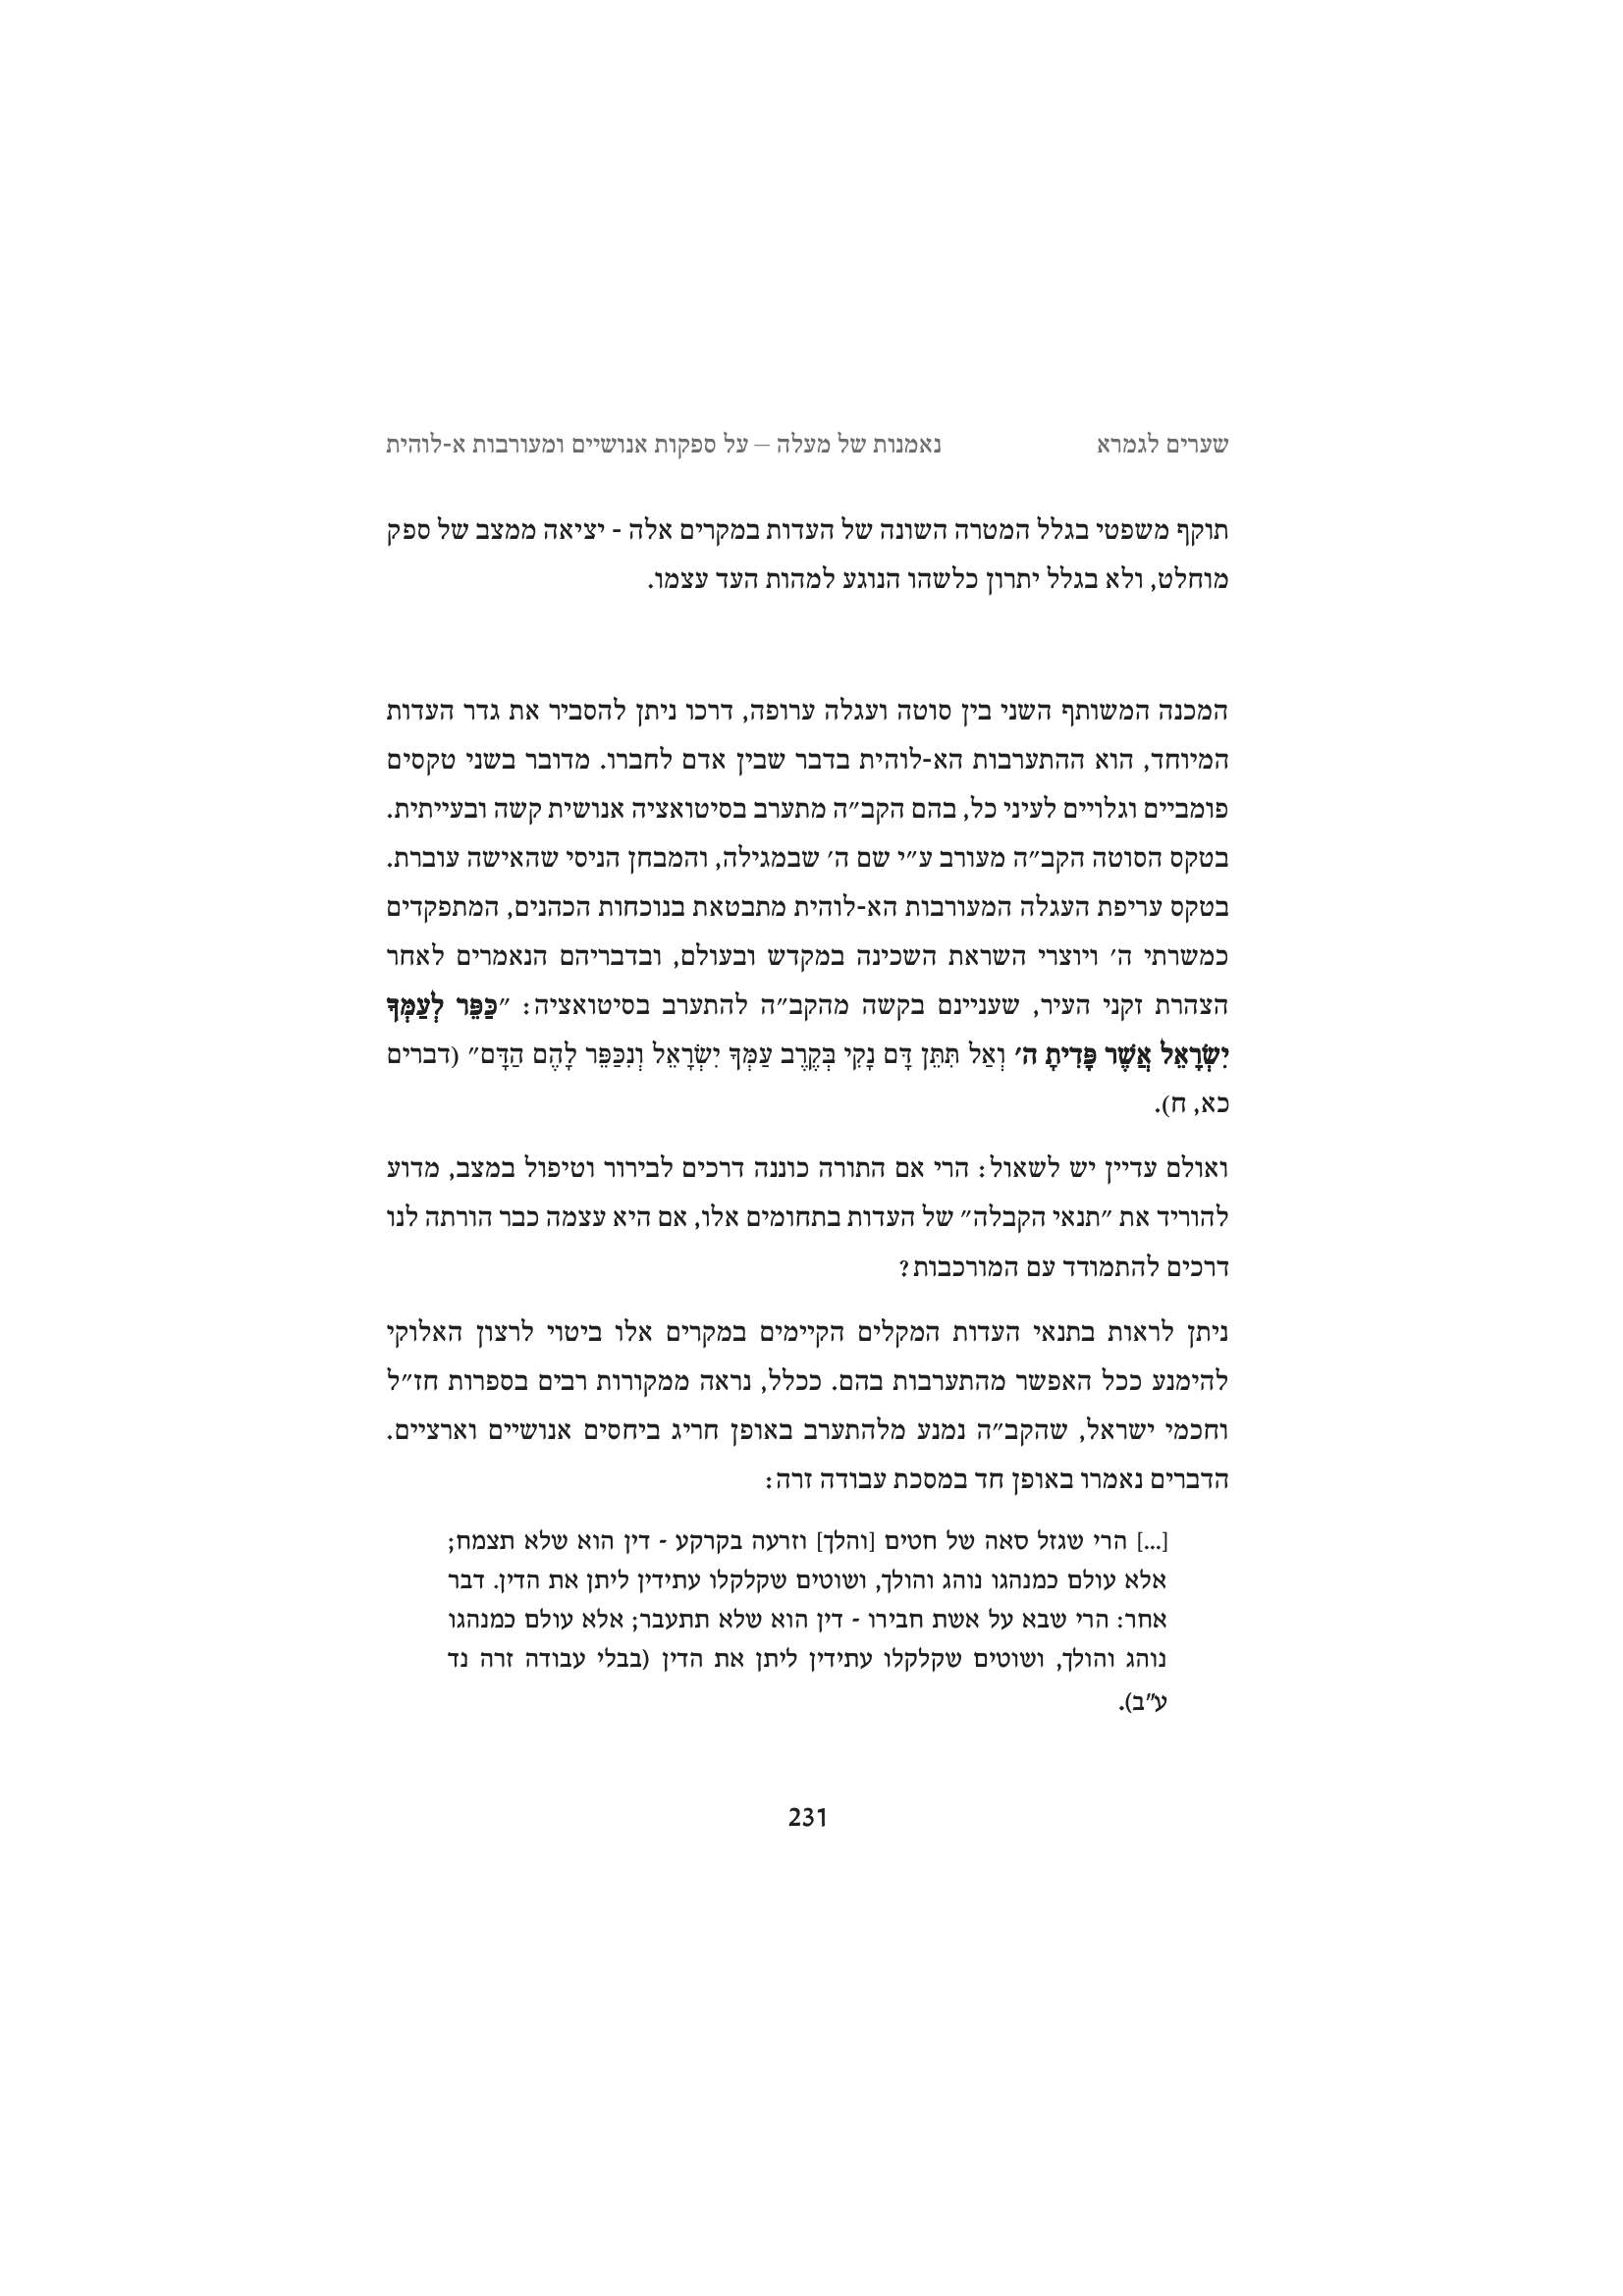 שערים לגמרא נאמנות של מעלה – על ספקות אנושיים ומעורבות א-לוהית
תוקף משפטי בגלל המטרה השונה של העדות במקרים אלה - יציאה ממצב של ספק
מוחלט, ולא בגלל יתרון כלשהו הנוגע למהות העד עצמו.
המכנה המשותף השני בין סוטה ועגלה ערופה, דרכו ניתן להסביר את גדר העדות
המיוחד, הוא ההתערבות הא-לוהית בדבר שבין אדם לחברו. מדובר בשני טקסים
פומביים וגלויים לעיני כל, בהם הקב״ה מתערב בסיטואציה אנושית קשה ובעייתית.
בטקס הסוטה הקב״ה מעורב ע״י שם ה׳ שבמגילה, והמבחן הניסי שהאישה עוברת.
בטקס עריפת העגלה המעורבות הא-לוהית מתבטאת בנוכחות הכהנים, המתפקדים
כמשרתי ה׳ ויוצרי השראת השכינה במקדש ובעולם, ובדבריהם הנאמרים לאחר
הצהרת זקני העיר, שעניינם בקשה מהקב״ה להתערב בסיטואציה: ״כַּפֵּר לְעַמְּךָ
יִשְׂרָאֵל אֲשֶׁר פָּדִיתָ ה׳ וְאַל תִּתֵּן דָּם נָקִי בְּקֶרֶב עַמְּךָ יִשְׂרָאֵל וְנִכַּפֵּר לָהֶם הַדָּם״ (דברים
כא, ח).
ואולם עדיין יש לשאול: הרי אם התורה כוננה דרכים לבירור וטיפול במצב, מדוע
להוריד את ״תנאי הקבלה״ של העדות בתחומים אלו, אם היא עצמה כבר הורתה לנו
דרכים להתמודד עם המורכבות?
ניתן לראות בתנאי העדות המקלים הקיימים במקרים אלו ביטוי לרצון האלוקי
להימנע ככל האפשר מהתערבות בהם. ככלל, נראה ממקורות רבים בספרות חז״ל
וחכמי ישראל, שהקב״ה נמנע מלהתערב באופן חריג ביחסים אנושיים וארציים.
הדברים נאמרו באופן חד במסכת עבודה זרה:
[...] הרי שגזל סאה של חטים [והלך] וזרעה בקרקע - דין הוא שלא תצמח;
אלא עולם כמנהגו נוהג והולך, ושוטים שקלקלו עתידין ליתן את הדין. דבר
אחר: הרי שבא על אשת חבירו - דין הוא שלא תתעבר; אלא עולם כמנהגו
נוהג והולך, ושוטים שקלקלו עתידין ליתן את הדין (בבלי עבודה זרה נד
ע״ב).
231